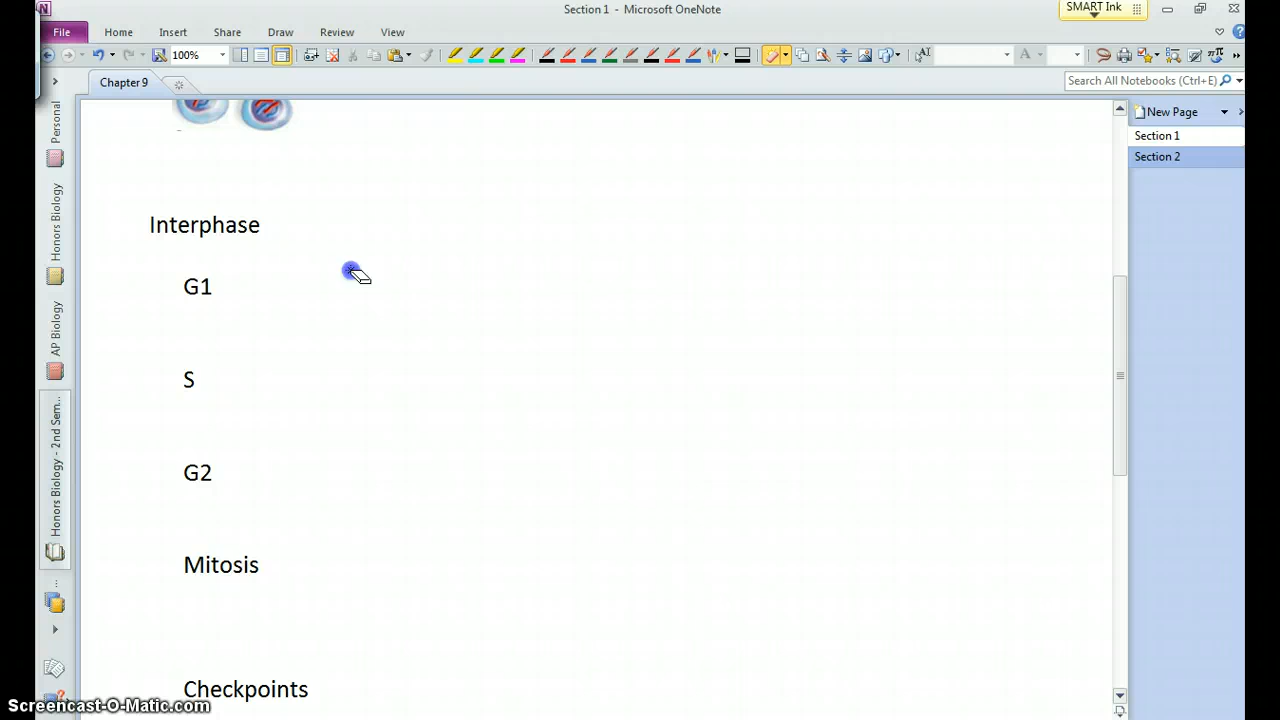 Section 1 - Microsoft OneNote
SMART Ink
File Home Insert Share Draw Review View
100%
Chapter 9
Search All Notebooks (Ctrl+E)
New Page
Section 1
Section 2
Personal
Honors Biology
AP Biology
Honors Biology - 2nd Sem...
Interphase
G1
S
G2
Mitosis
Checkpoints
Screencast-O-Matic.com